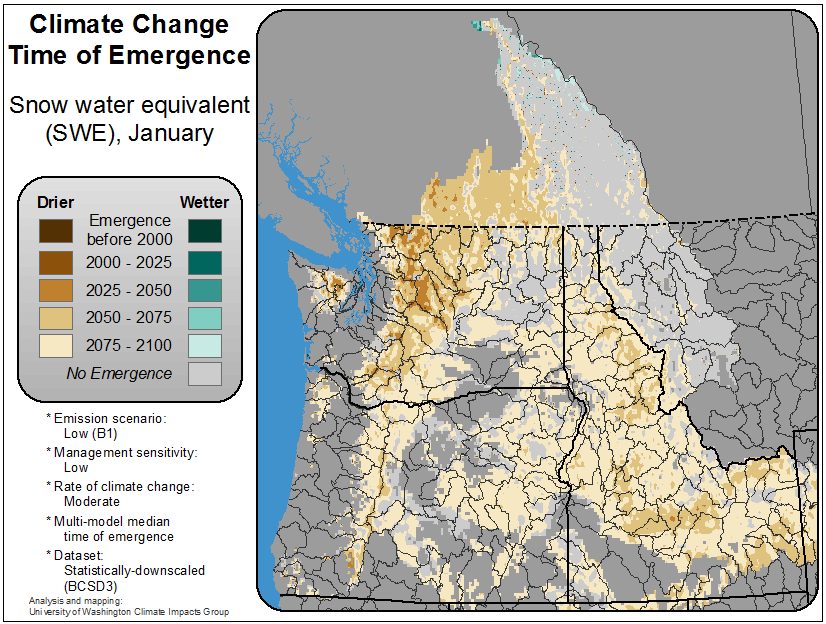 Climate Change
Time of Emergence
Snow water equivalent
(SWE), January
Drier Wetter
Emergence
before 2000
2000 - 2025
2025 - 2050
2050 - 2075
2075 - 2100
No Emergence
* Emission scenario:
Low (B1)
* Management sensitivity:
Low
* Rate of climate change:
Moderate
* Multi-model median
time of emergence
* Dataset:
Statistically-downscaled
(BCSD3)
Analysis and mapping:
University of Washington Climate Impacts Group